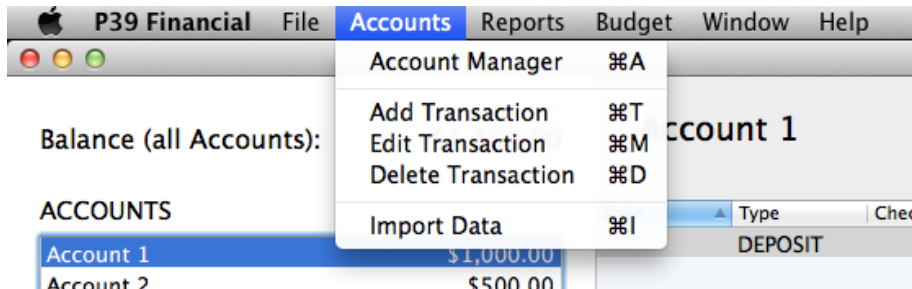 P39 Financial File Accounts Reports Budget Window Help
Account Manager ⌘A
Add Transaction ⌘T
Edit Transaction ⌘M
Delete Transaction ⌘D
Import Data ⌘I
Balance (all Accounts):
ccount 1
ACCOUNTS
Type
DEPOSIT
Account 1 $1,000.00
Account 2 $500.00